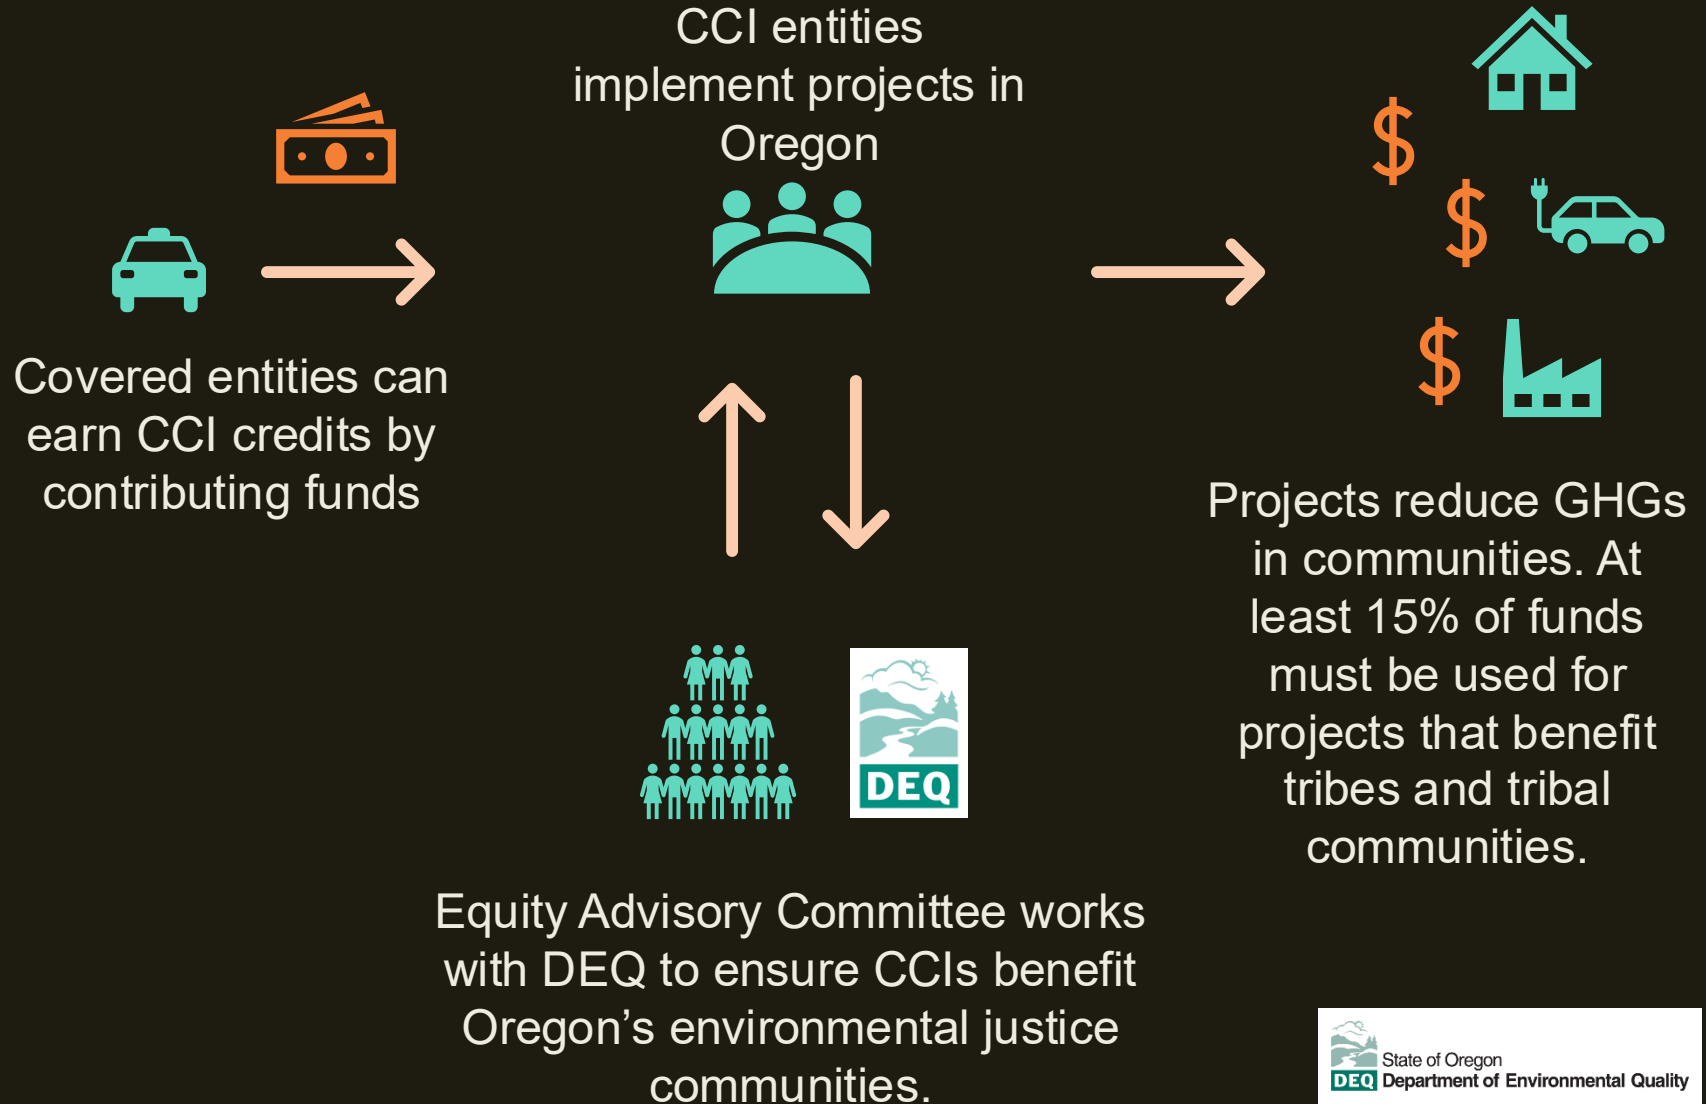 CCI entities
implement projects in
Oregon
Covered entities can
earn CCI credits by
contributing funds
$
$
$
Projects reduce GHGs
in communities. At
least 15% of funds
must be used for
projects that benefit
tribes and tribal
communities.
DEQ
Equity Advisory Committee works
with DEQ to ensure CCIs benefit
Oregon’s environmental justice
communities.
State of Oregon
DEQ Department of Environmental Quality